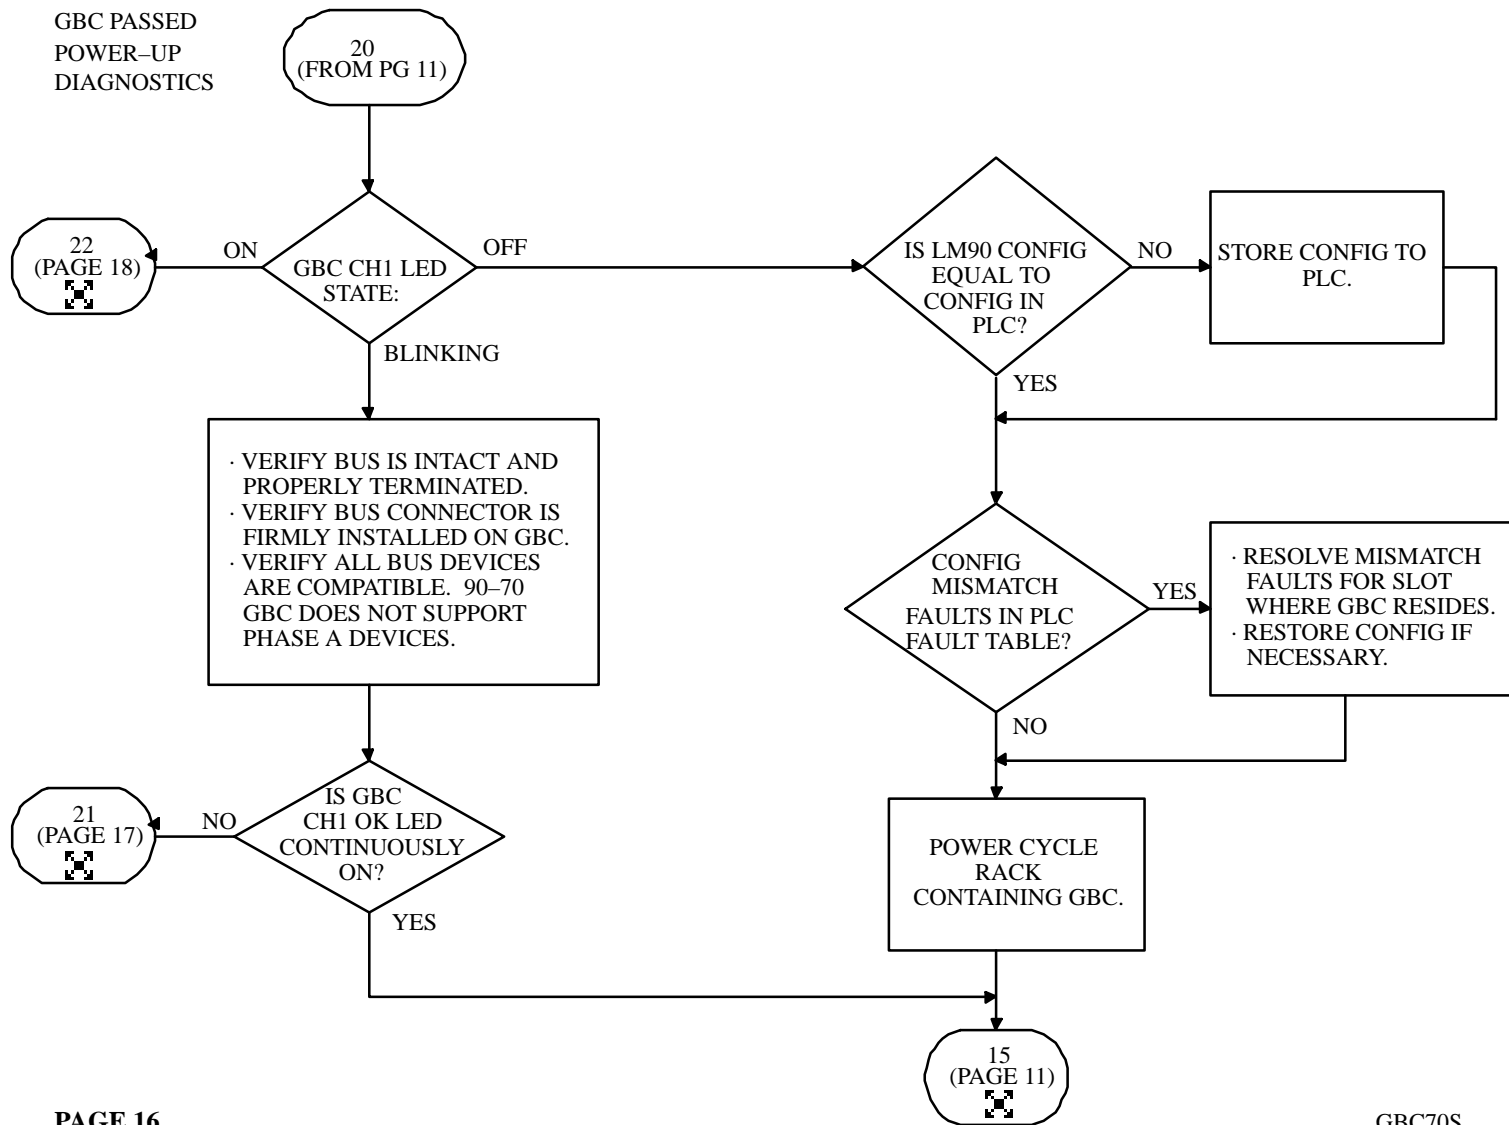 GBC PASSED
POWER–UP
DIAGNOSTICS
20
(FROM PG 11)
22
(PAGE 18)
ON
GBC CH1 LED
STATE:
OFF
BLINKING
IS LM90 CONFIG
EQUAL TO
CONFIG IN
PLC?
NO
STORE CONFIG TO
PLC.
YES
· VERIFY BUS IS INTACT AND
PROPERLY TERMINATED.
· VERIFY BUS CONNECTOR IS
FIRMLY INSTALLED ON GBC.
· VERIFY ALL BUS DEVICES
ARE COMPATIBLE. 90–70
GBC DOES NOT SUPPORT
PHASE A DEVICES.
CONFIG
MISMATCH
FAULTS IN PLC
FAULT TABLE?
YES
· RESOLVE MISMATCH
FAULTS FOR SLOT
WHERE GBC RESIDES.
· RESTORE CONFIG IF
NECESSARY.
NO
21
(PAGE 17)
NO
IS GBC
CH1 OK LED
CONTINUOUSLY
ON?
YES
POWER CYCLE
RACK
CONTAINING GBC.
15
(PAGE 11)
PAGE 16
GBC70S